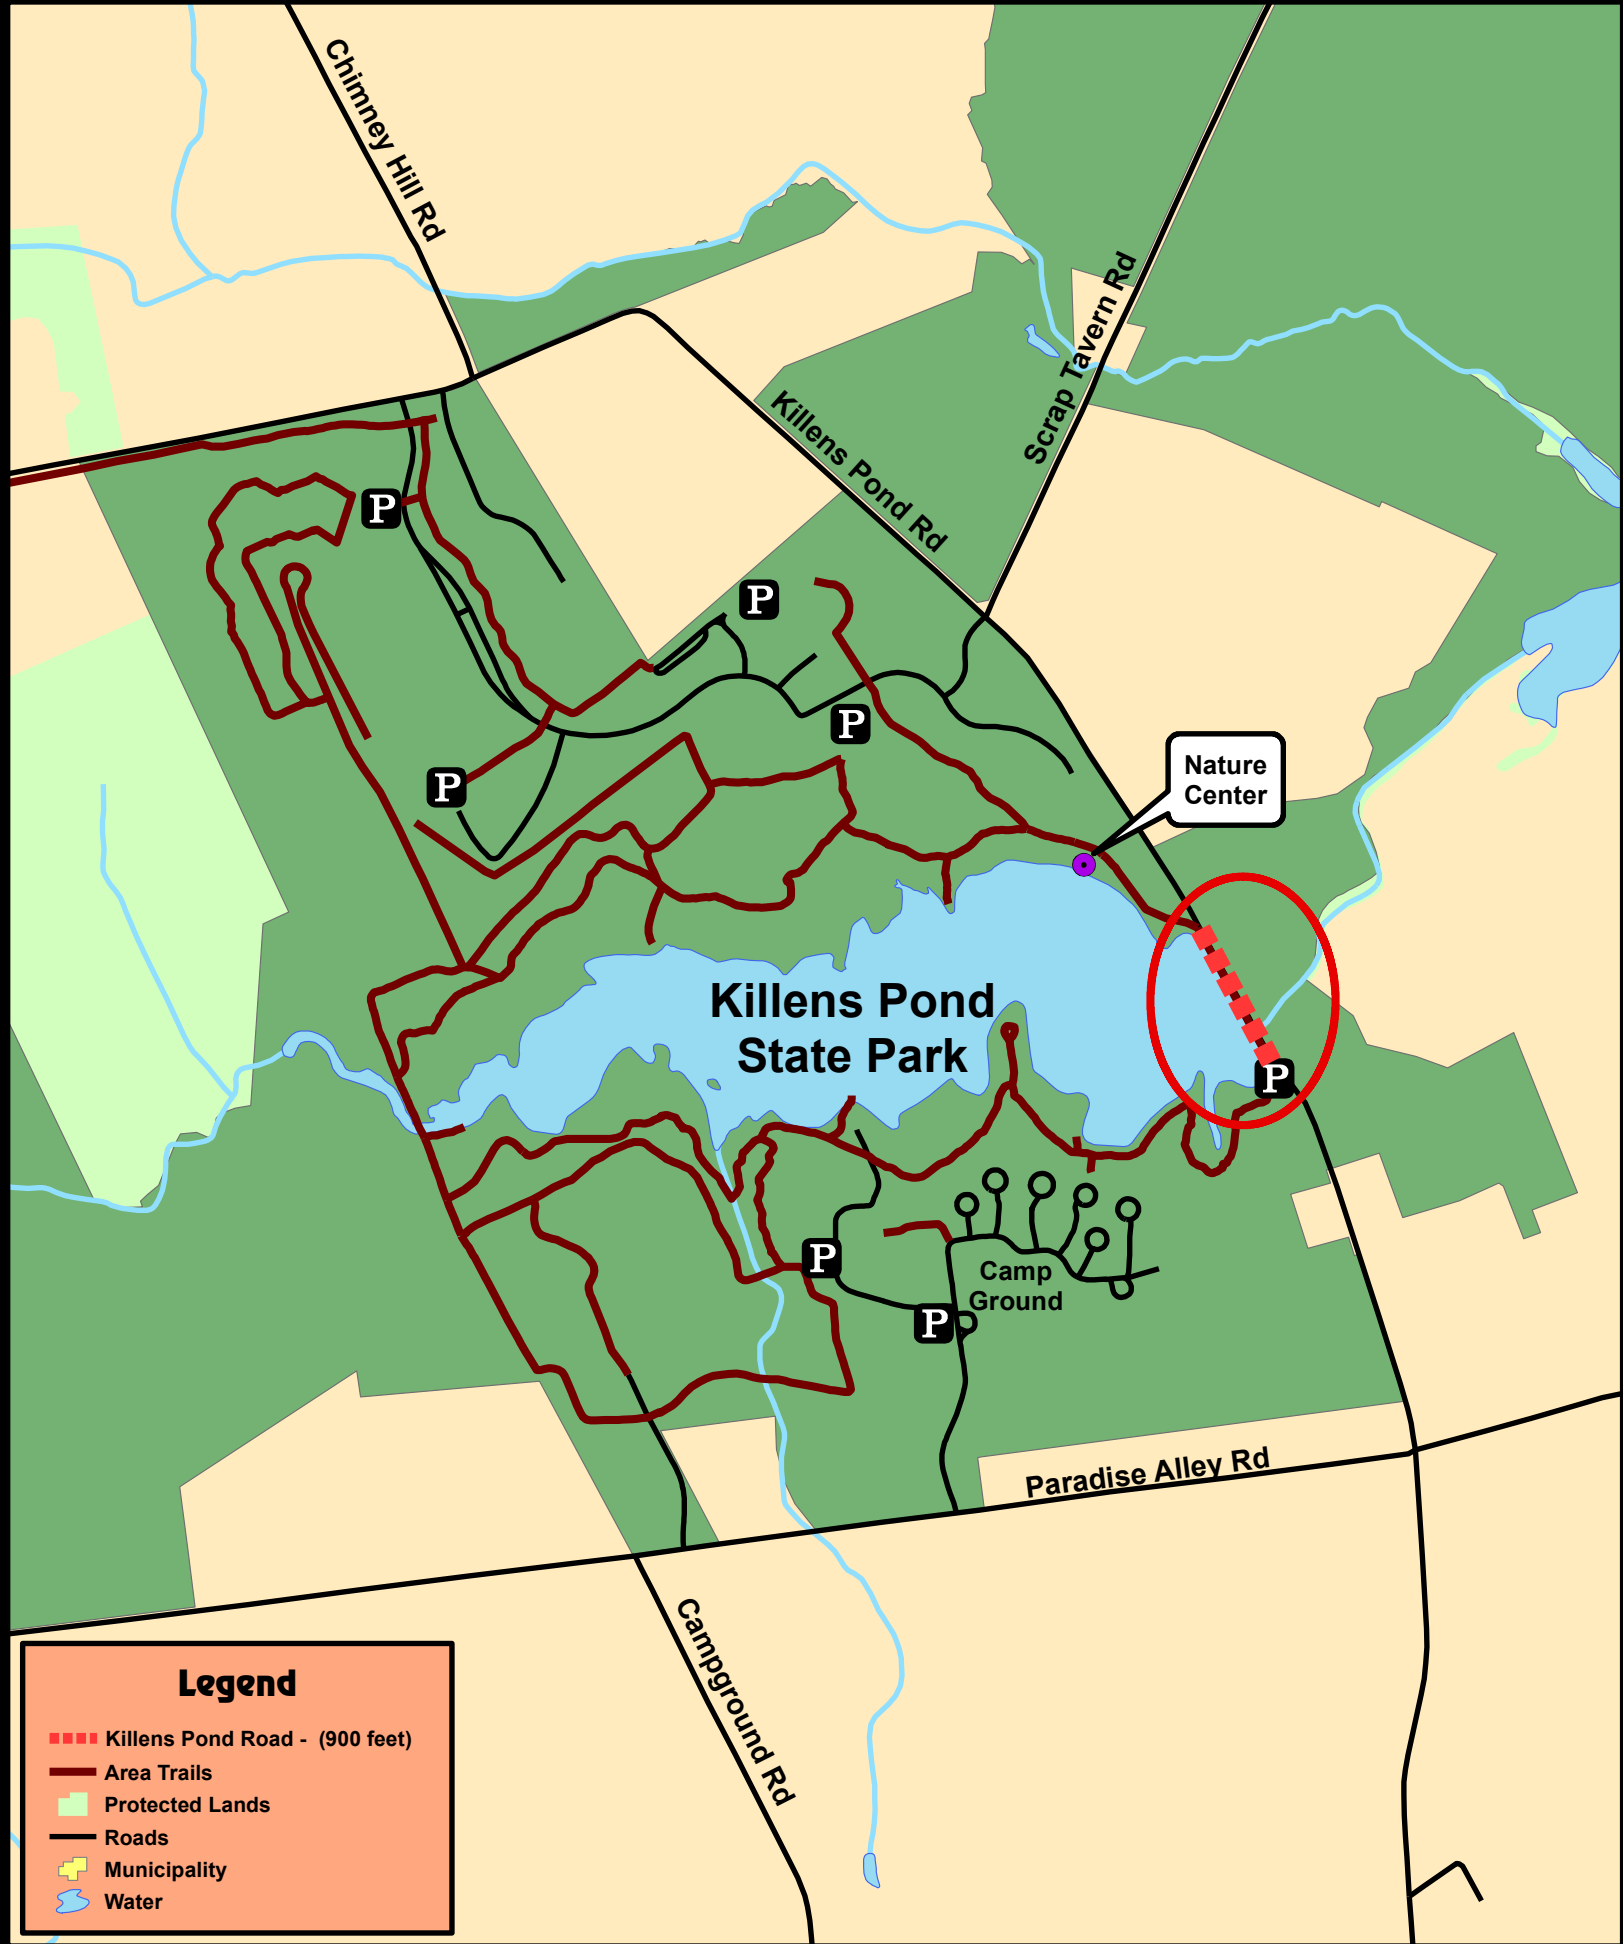 Chimney Hill Rd
Scrap Tavern Rd
Killens Pond Rd
P
P
P
P
Nature
Center
Killens Pond
State Park
P
P
Camp
Ground
P
Paradise Alley Rd
Campground Rd
Legend
Killens Pond Road - (900 feet)
Area Trails
Protected Lands
Roads
Municipality
Water